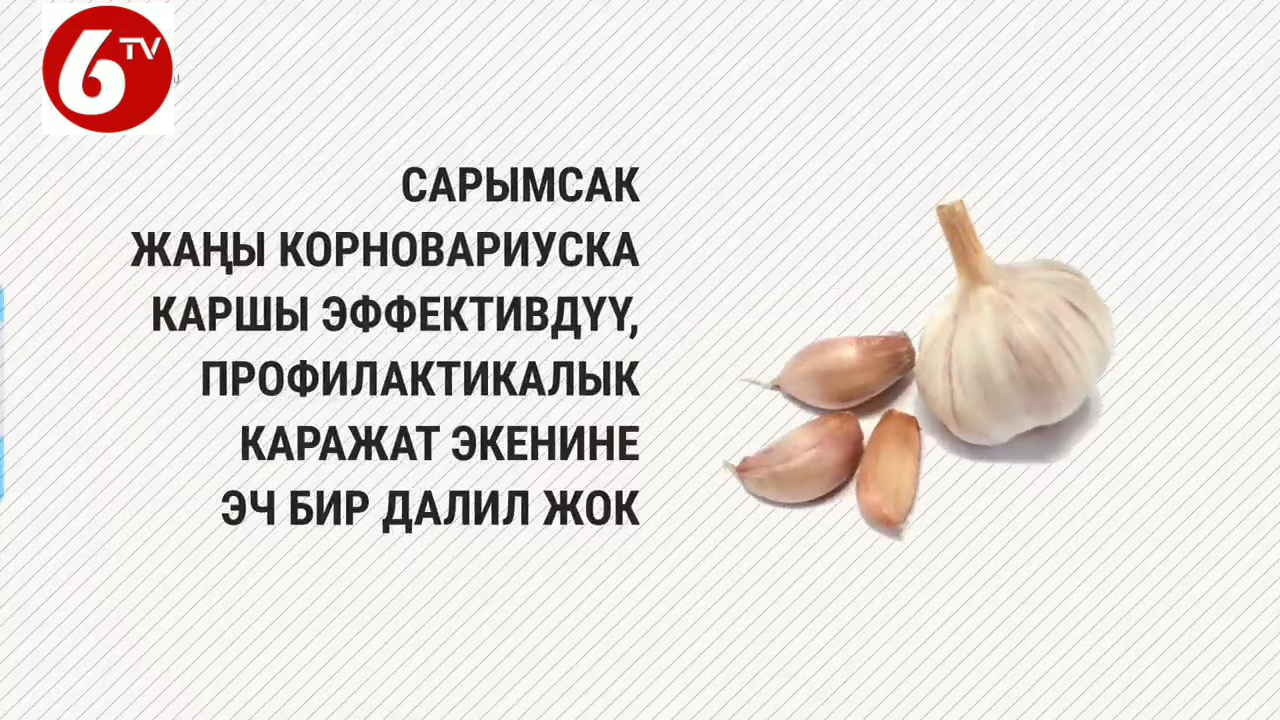 6TV
САРЫМСАК
ЖАҢЫ КОРНОВАРИУСКА
КАРШЫ ЭФФЕКТИВДҮҮ,
ПРОФИЛАКТИКАЛЫК
КАРАЖАТ ЭКЕНИНЕ
ЭЧ БИР ДАЛИЛ ЖОК